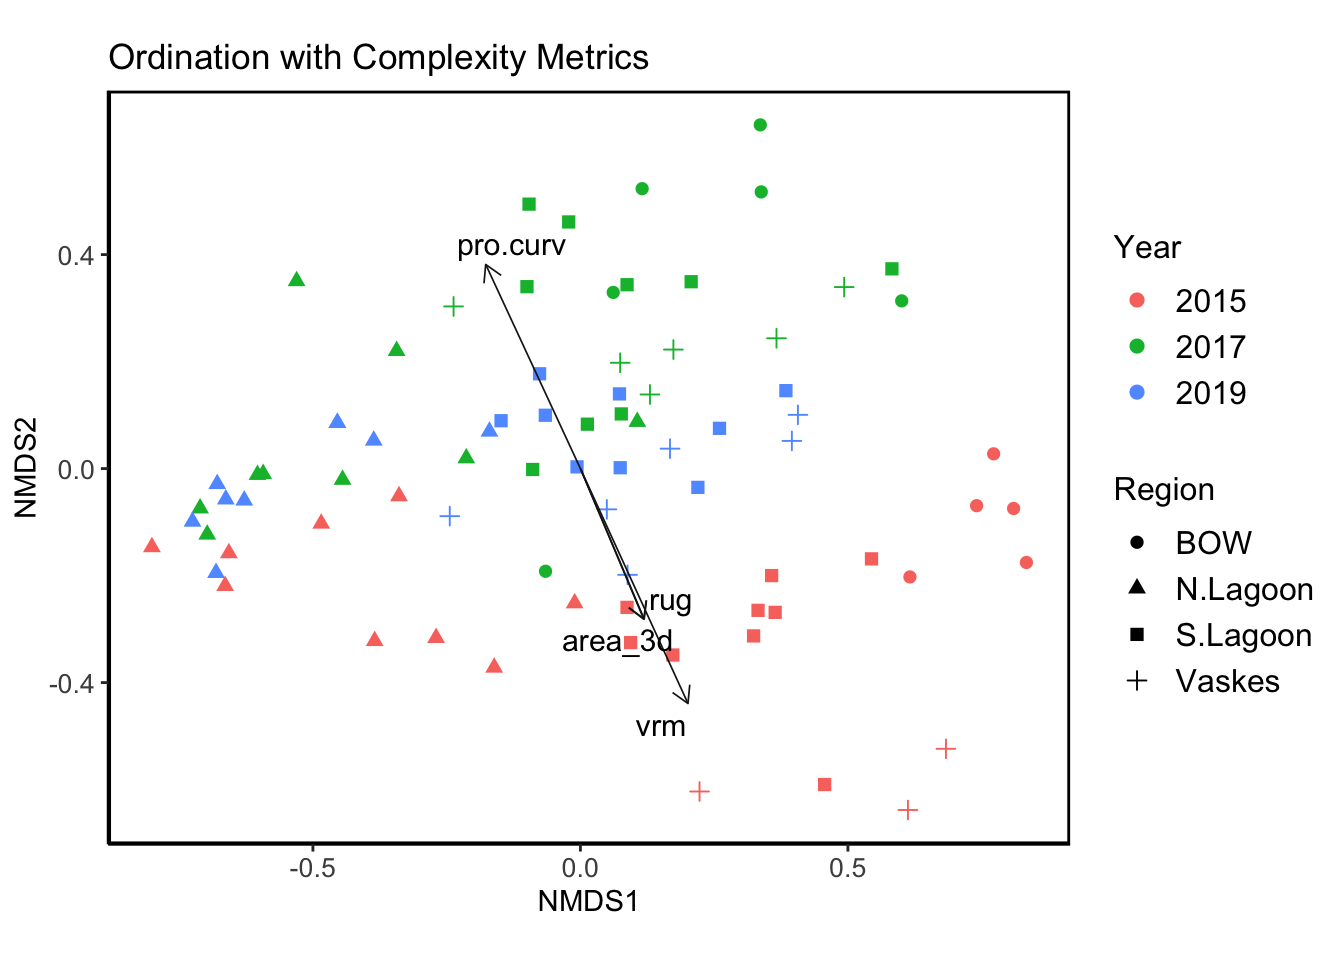 Ordination with Complexity Metrics
pro.curv
rug
area_3d
vrm
0.4
0.0
-0.4
NMDS2
-0.5
0.0
0.5
NMDS1
Year
2015
2017
2019
Region
BOW
N.Lagoon
S.Lagoon
Vaskes